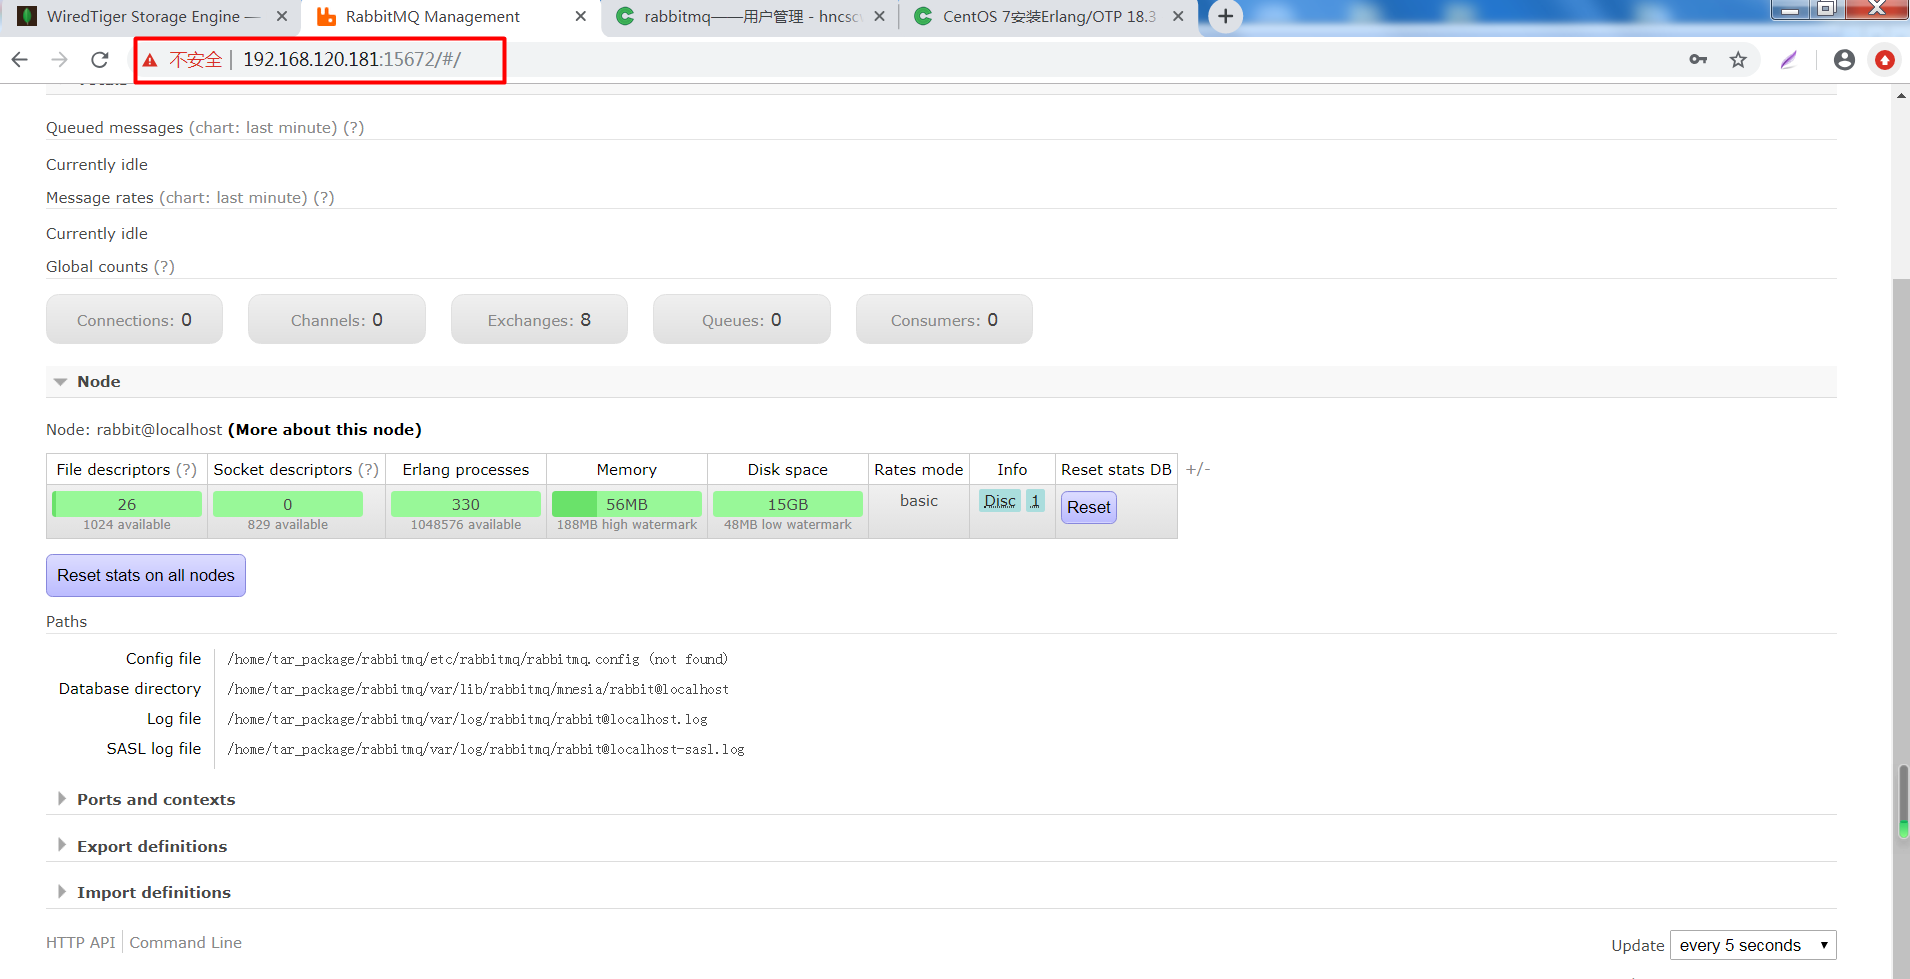 WiredTiger Storage Engine —
RabbitMQ Management
rabbitmq——用户管理 - hncsc
CentOS 7安装Erlang/OTP 18.3
不安全 | 192.168.120.181:15672/#/
Queued messages (chart: last minute) (?)
Currently idle
Message rates (chart: last minute) (?)
Currently idle
Global counts (?)
Connections: 0
Channels: 0
Exchanges: 8
Queues: 0
Consumers: 0
Node
Node: rabbit@localhost (More about this node)
File descriptors (?) Socket descriptors (?) Erlang processes Memory Disk space Rates mode Info Reset stats DB +/-
26 0 330 56MB 15GB basic Disc 1 Reset
1024 available 829 available 1048576 available 188MB high watermark 48MB low watermark
Reset stats on all nodes
Paths
Config file /home/tar_package/rabbitmq/etc/rabbitmq/rabbitmq.config (not found)
Database directory /home/tar_package/rabbitmq/var/lib/rabbitmq/mnesia/rabbit@localhost
Log file /home/tar_package/rabbitmq/var/log/rabbitmq/rabbit@localhost.log
SASL log file /home/tar_package/rabbitmq/var/log/rabbitmq/rabbit@localhost-sasl.log
Ports and contexts
Export definitions
Import definitions
HTTP API | Command Line
Update every 5 seconds